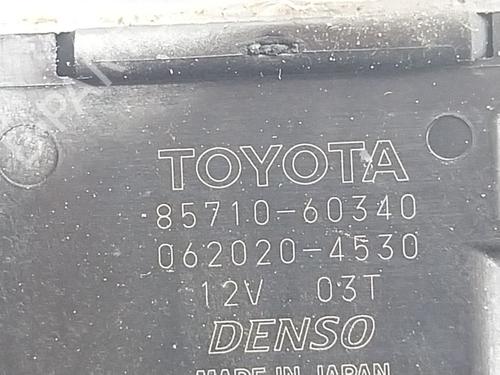 TOYOTA
85710-60340
062020-4530
12V 03T
DENSO
MADE IN JAPAN